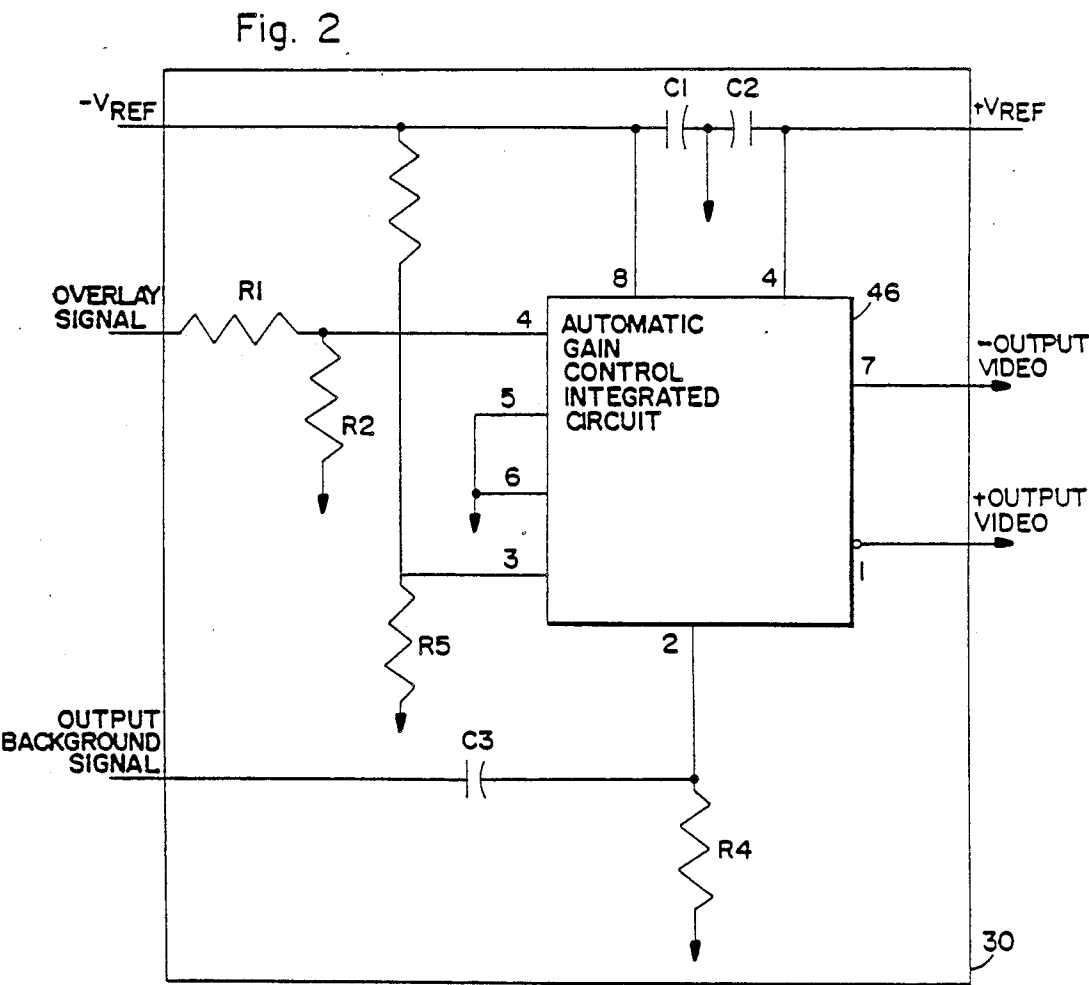 Fig. 2
-VREF
C1
C2
+VREF
8
4
46
OVERLAY
SIGNAL
R1
4
AUTOMATIC
GAIN
CONTROL
INTEGRATED
CIRCUIT
-OUTPUT
VIDEO
7
5
R2
6
+OUTPUT
VIDEO
3
1
2
R5
OUTPUT
BACKGROUND
SIGNAL
C3
R4
30